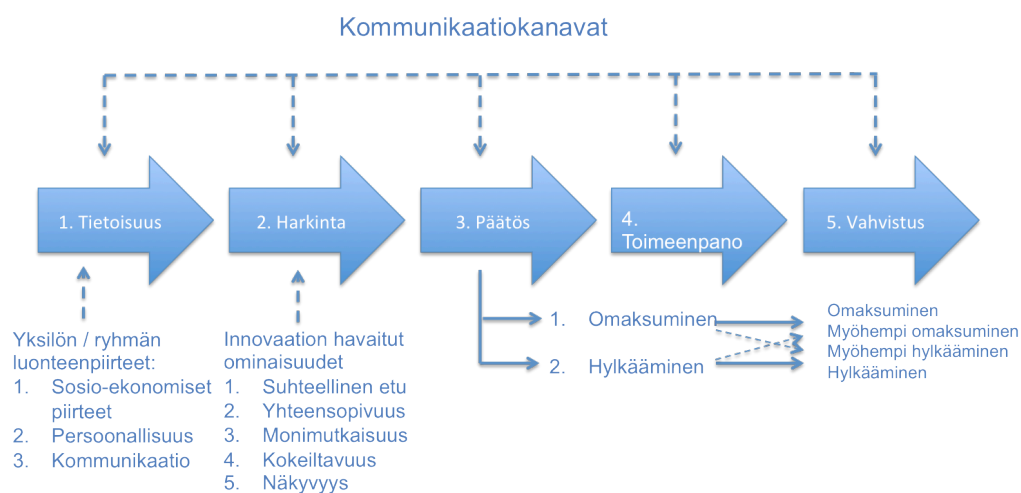 Kommunikaatiokanavat
1. Tietoisuus
2. Harkinta
3. Päätös
4.
Toimeenpano
5. Vahvistus
Yksilön / ryhmän
luonteenpiirteet:
1. Sosio-ekonomiset
piirteet
2. Persoonallisuus
3. Kommunikaatio
Innovaation havaitut
ominaisuudet
1. Suhteellinen etu
2. Yhteensopivuus
3. Monimutkaisuus
4. Kokeiltavuus
5. Näkyvyys
1. Omaksuminen
2. Hylkääminen
Omaksuminen
Myöhempi omaksuminen
Myöhempi hylkääminen
Hylkääminen